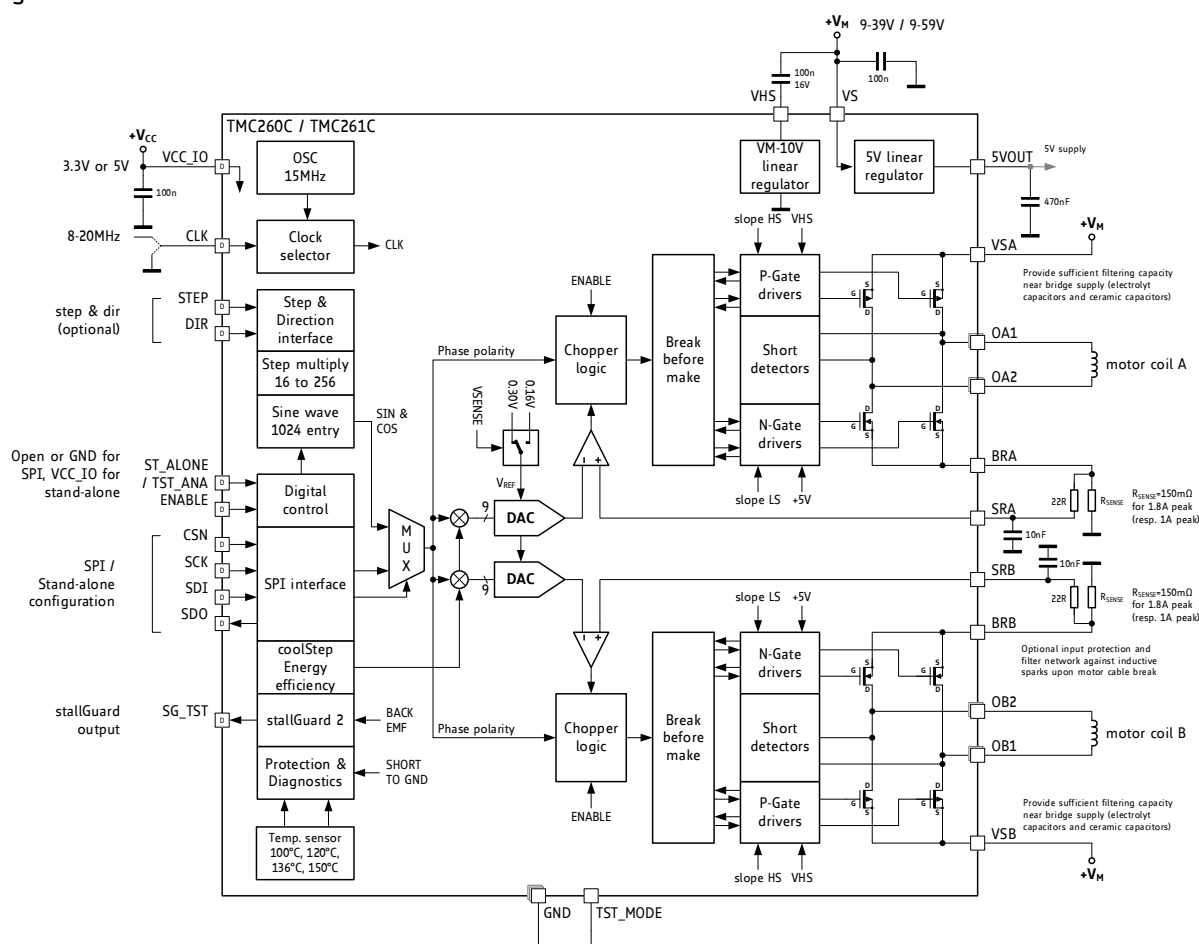 +VM 9-39V / 9-59V
100n
16V
100n
VHS
VS
TMC260C / TMC261C
+VCC
3.3V or 5V
VCC_IO
D
100n
OSC
15MHz
VM-10V
linear
regulator
5V linear
regulator
5VOUT
5V supply
470nF
8-20MHz
CLK
D
Clock
selector
CLK
slope HS
VHS
+VM
VSA
Provide sufficient filtering capacity
near bridge supply (electrolyt
capacitors and ceramic capacitors)
step & dir
(optional)
STEP
D
DIR
D
Step &
Direction
interface
Step multiply
16 to 256
Sine wave
1024 entry
SIN &
COS
ENABLE
Phase polarity
Chopper
logic
Break
before
make
P-Gate
drivers
Short
detectors
N-Gate
drivers
S
G
D
S
G
D
D
G
S
D
G
S
OA1
OA2
motor coil A
VSENSE
0.30V
0.16V
VREF
slope LS
+5V
BRA
22R
RSENSE
RSENSE=150mΩ
for 1.8A peak
(resp. 1A peak)
SRA
10nF
Open or GND for
SPI, VCC_IO for
stand-alone
ST_ALONE
/ TST_ANA
D
ENABLE
D
Digital
control
M
U
X
9
DAC
9
DAC
SPI /
Stand-alone
configuration
CSN
D
SCK
D
SDI
D
SDO
D
SPI interface
10nF
SRB
22R
RSENSE
RSENSE=150mΩ
for 1.8A peak
(resp. 1A peak)
slope LS
+5V
BRB
Optional input protection and
filter network against inductive
sparks upon motor cable break
coolStep
Energy
efficiency
stallGuard
output
SG_TST
D
stallGuard 2
BACK
EMF
Protection &
Diagnostics
SHORT
TO GND
Temp. sensor
100°C, 120°C,
136°C, 150°C
Phase polarity
Chopper
logic
ENABLE
Break
before
make
N-Gate
drivers
Short
detectors
P-Gate
drivers
S
G
D
S
G
D
D
G
S
D
G
S
OB2
OB1
motor coil B
Provide sufficient filtering capacity
near bridge supply (electrolyt
capacitors and ceramic capacitors)
VSB
+VM
slope HS
VHS
GND
TST_MODE